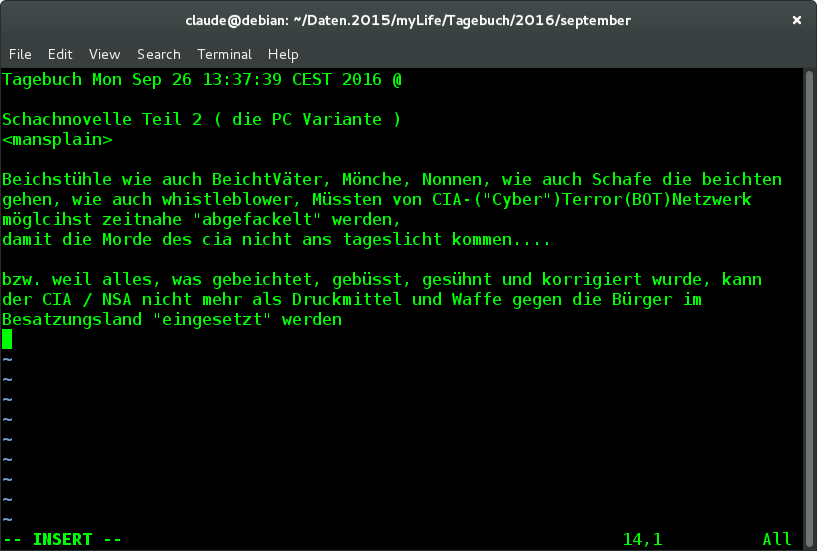 claude@debian: ~/Daten.2015/myLife/Tagebuch/2016/september
File Edit View Search Terminal Help
Tagebuch Mon Sep 26 13:37:39 CEST 2016 @
Schachnovelle Teil 2 ( die PC Variante )
<mansplain>
Beichstühle wie auch BeichtVäter, Mönche, Nonnen, wie auch Schafe die beichten
gehen, wie auch whistleblower, Müssten von CIA-("Cyber")Terror(BOT)Netzwerk
möglcihst zeitnahe "abgefackelt" werden,
damit die Morde des cia nicht ans tageslicht kommen....
bzw. weil alles, was gebeichtet, gebüsst, gesühnt und korrigiert wurde, kann
der CIA / NSA nicht mehr als Druckmittel und Waffe gegen die Bürger im
Besatzungsland "eingesetzt" werden
~
~
~
~
~
~
~
~
~
-- INSERT -- 14,1 All